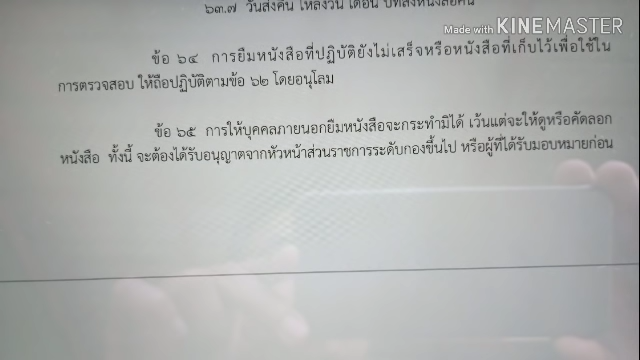 ๖๓.๗ วันส่งคืน ให้ลงวัน เดือน ปีที่ส่งหนังสือคืน
Made with KINEMASTER
ข้อ ๖๔ การยืมหนังสือที่ปฏิบัติยังไม่เสร็จหรือหนังสือที่เก็บไว้เพื่อใช้ใน
การตรวจสอบ ให้ถือปฏิบัติตามข้อ ๖๒ โดยอนุโลม
ข้อ ๖๕ การให้บุคคลภายนอกยืมหนังสือจะกระทำมิได้ เว้นแต่จะให้ดูหรือคัดลอก
หนังสือ ทั้งนี้ จะต้องได้รับอนุญาตจากหัวหน้าส่วนราชการระดับกองขึ้นไป หรือผู้ที่ได้รับมอบหมายก่อน